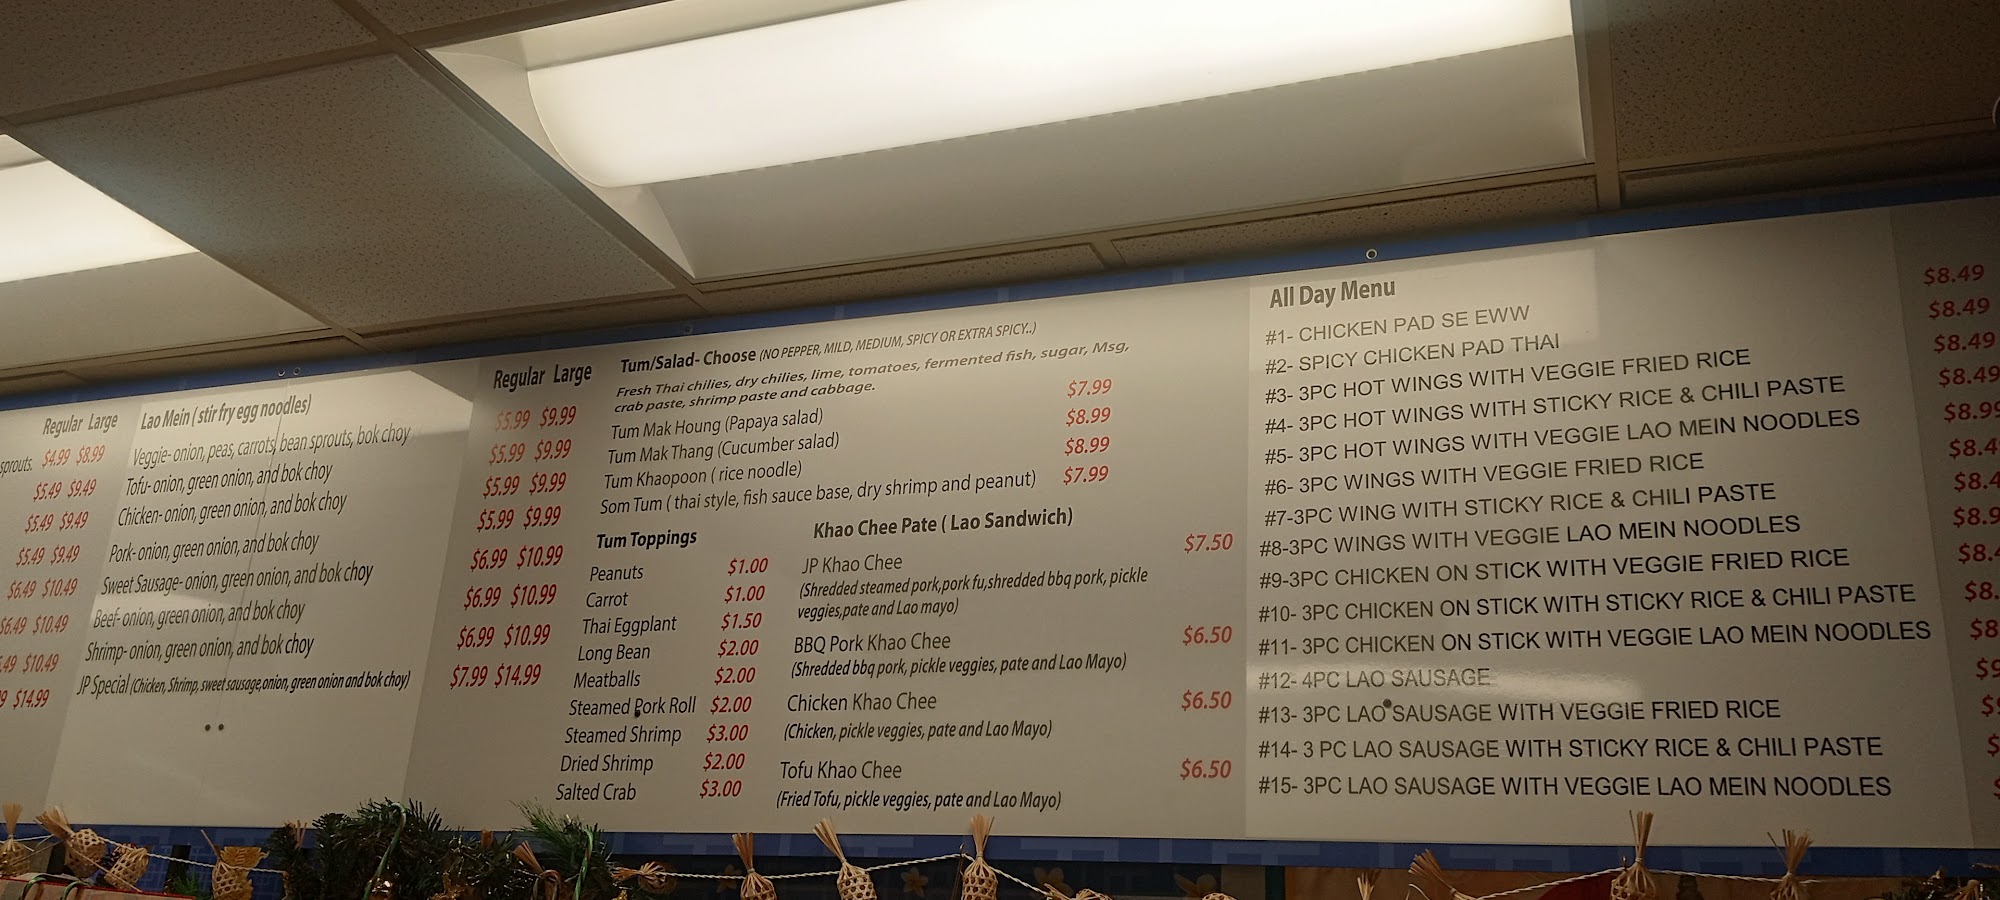 Regular Large
sprouts. $4.99 $8.99
$5.49 $9.49
$5.49 $9.49
$5.49 $9.49
$6.49 $10.49
$6.49 $10.49
.49 $10.49
9 $14.99
Lao Mein ( stir fry egg noodles)
Regular Large
Veggie- onion, peas, carrots, bean sprouts, bok choy $5.99 $9.99
Tofu- onion, green onion, and bok choy $5.99 $9.99
Chicken- onion, green onion, and bok choy $5.99 $9.99
Pork- onion, green onion, and bok choy $5.99 $9.99
Sweet Sausage- onion, green onion, and bok choy $6.99 $10.99
Beef- onion, green onion, and bok choy $6.99 $10.99
Shrimp- onion, green onion, and bok choy $6.99 $10.99
JP Special (Chicken, Shrimp, sweet sausage,onion, green onion and bok choy) $7.99 $14.99
Tum/Salad- Choose (NO PEPPER, MILD, MEDIUM, SPICY OR EXTRA SPICY..)
Fresh Thai chilies, dry chilies, lime, tomatoes, fermented fish, sugar, Msg,
crab paste, shrimp paste and cabbage.
Tum Mak Houng (Papaya salad) $7.99
Tum Mak Thang (Cucumber salad) $8.99
Tum Khaopoon ( rice noodle) $8.99
Som Tum ( thai style, fish sauce base, dry shrimp and peanut) $7.99
Tum Toppings
Peanuts $1.00
Carrot $1.00
Thai Eggplant $1.50
Long Bean $2.00
Meatballs $2.00
Steamed Pork Roll $2.00
Steamed Shrimp $3.00
Dried Shrimp $2.00
Salted Crab $3.00
Khao Chee Pate ( Lao Sandwich)
JP Khao Chee $7.50
(Shredded steamed pork,pork fu,shredded bbq pork, pickle
veggies,pate and Lao mayo)
BBQ Pork Khao Chee $6.50
(Shredded bbq pork, pickle veggies, pate and Lao Mayo)
Chicken Khao Chee $6.50
(Chicken, pickle veggies, pate and Lao Mayo)
Tofu Khao Chee $6.50
(Fried Tofu, pickle veggies, pate and Lao Mayo)
All Day Menu
#1- CHICKEN PAD SE EWW $8.49
#2- SPICY CHICKEN PAD THAI $8.49
#3- 3PC HOT WINGS WITH VEGGIE FRIED RICE $8.49
#4- 3PC HOT WINGS WITH STICKY RICE & CHILI PASTE $8.49
#5- 3PC HOT WINGS WITH VEGGIE LAO MEIN NOODLES $8.99
#6- 3PC WINGS WITH VEGGIE FRIED RICE $8.4
#7-3PC WING WITH STICKY RICE & CHILI PASTE $8.4
#8-3PC WINGS WITH VEGGIE LAO MEIN NOODLES $8.9
#9-3PC CHICKEN ON STICK WITH VEGGIE FRIED RICE $8.
#10- 3PC CHICKEN ON STICK WITH STICKY RICE & CHILI PASTE $8.
#11- 3PC CHICKEN ON STICK WITH VEGGIE LAO MEIN NOODLES $8
#12- 4PC LAO SAUSAGE
#13- 3PC LAO SAUSAGE WITH VEGGIE FRIED RICE
#14- 3 PC LAO SAUSAGE WITH STICKY RICE & CHILI PASTE
#15- 3PC LAO SAUSAGE WITH VEGGIE LAO MEIN NOODLES